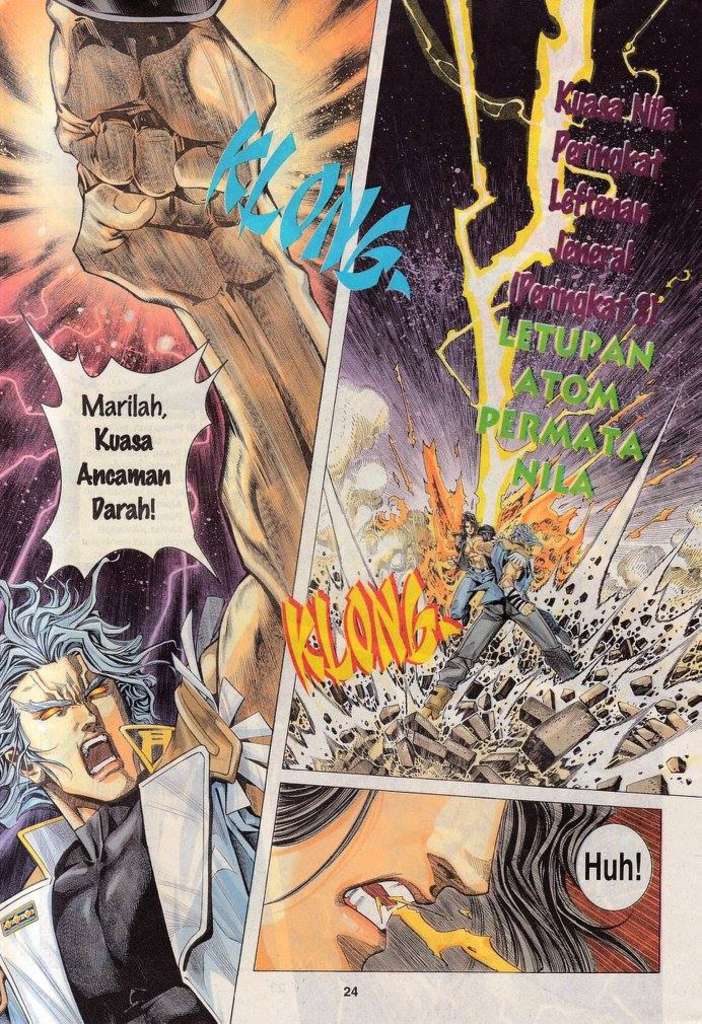 KLONG.
Marilah,
Kuasa
Ancaman
Darah!
Kuasa Nila
Peringkat
Leftenan
Jeneral
(Peringkat 8)
LETUPAN
ATOM
PERMATA
NILA
KLONG.
Huh!
24